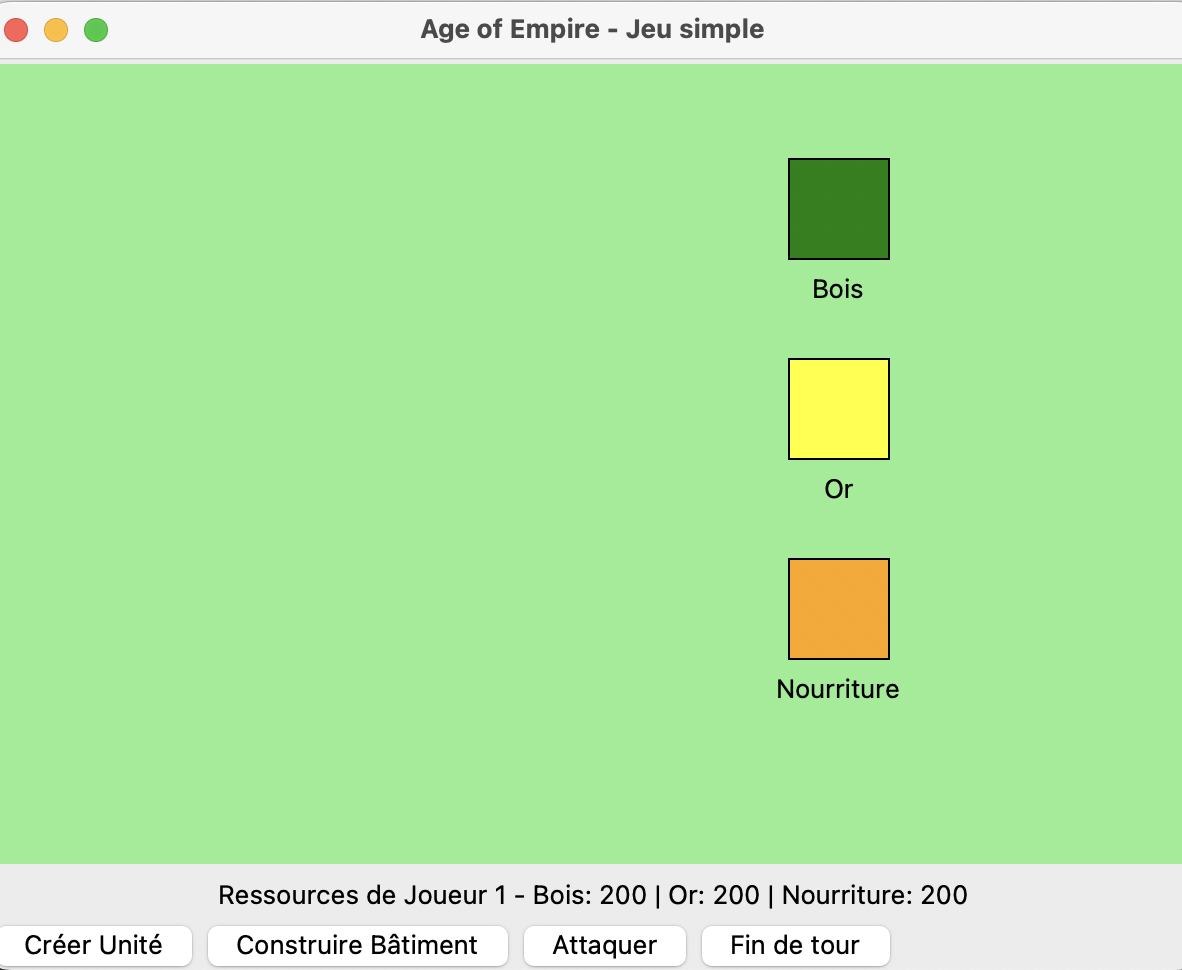 Age of Empire - Jeu simple
Bois
Or
Nourriture
Ressources de Joueur 1 - Bois: 200 | Or: 200 | Nourriture: 200
Créer Unité Construire Bâtiment Attaquer Fin de tour